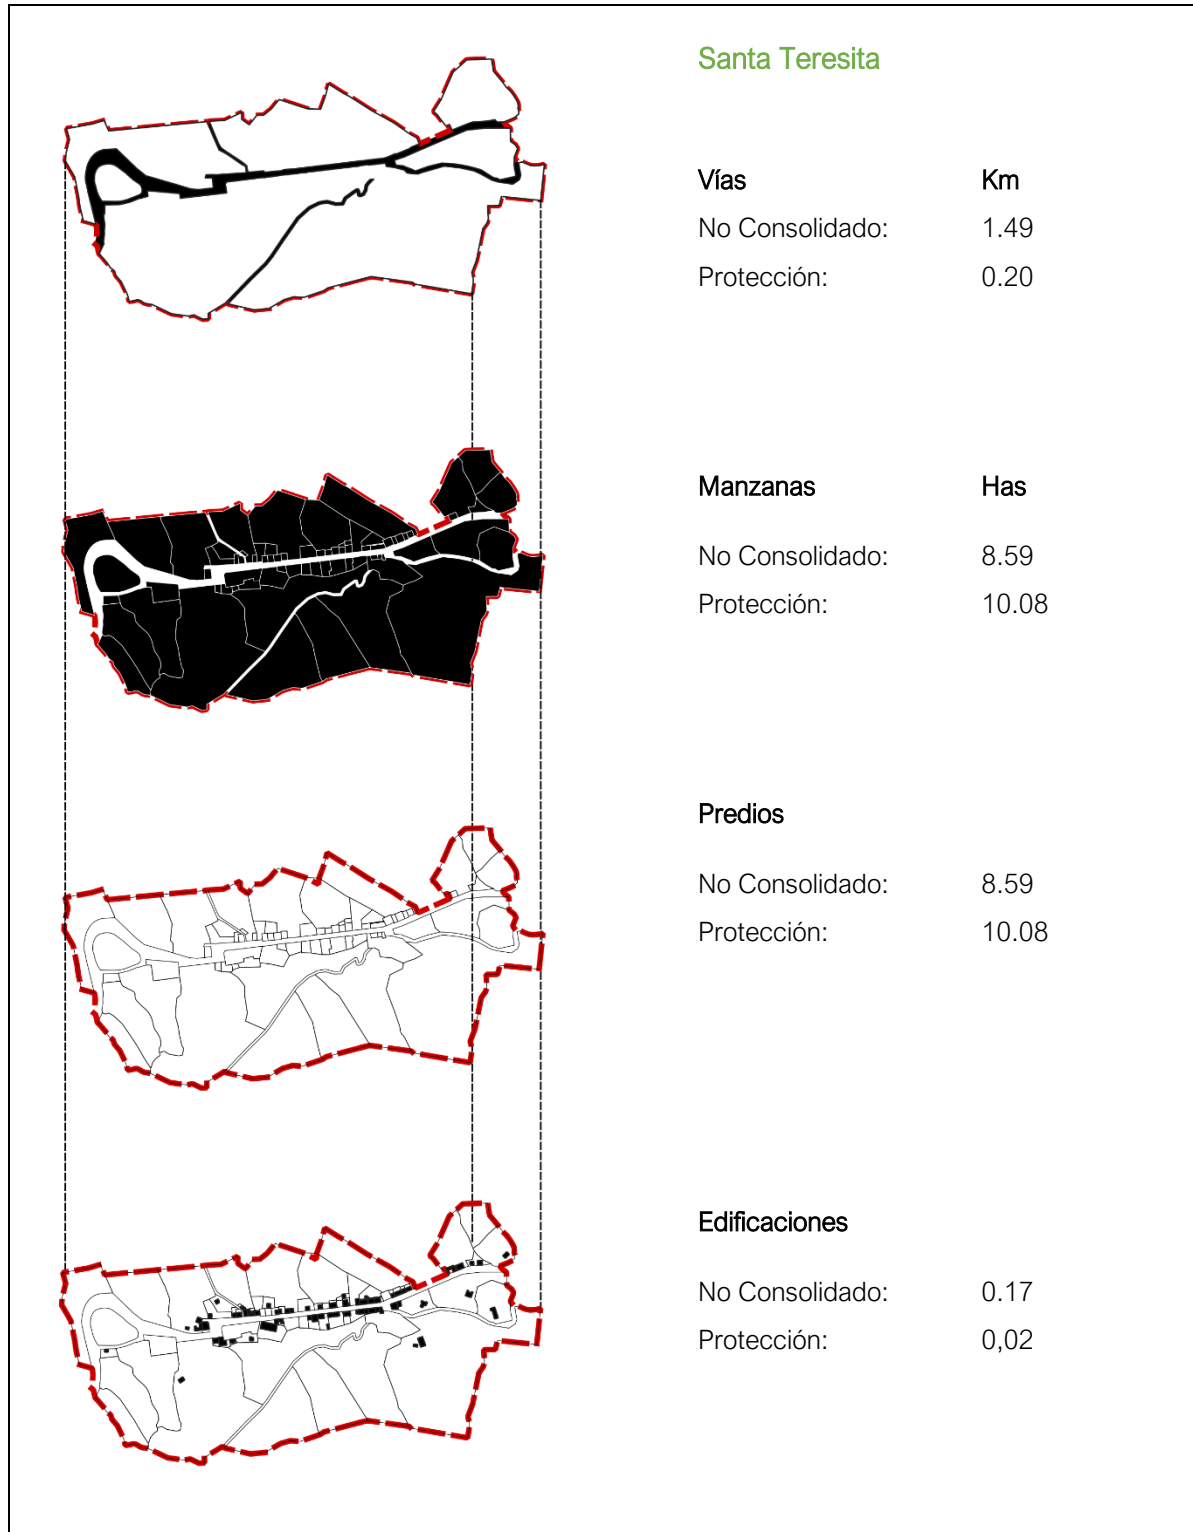 Santa Teresita
Vías Km
No Consolidado: 1.49
Protección: 0.20
Manzanas Has
No Consolidado: 8.59
Protección: 10.08
Predios
No Consolidado: 8.59
Protección: 10.08
Edificaciones
No Consolidado: 0.17
Protección: 0,02